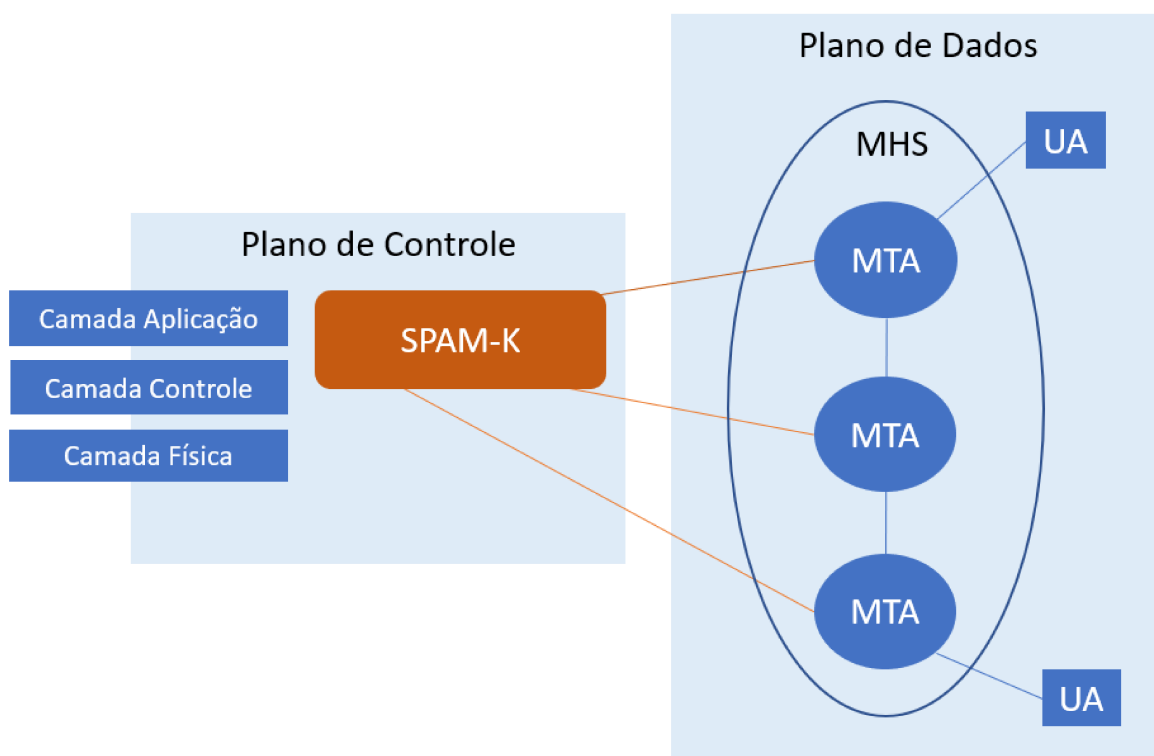 Plano de Dados
UA
MHS
MTA
Plano de Controle
Camada Aplicação
SPAM-K
Camada Controle
MTA
Camada Física
MTA
UA